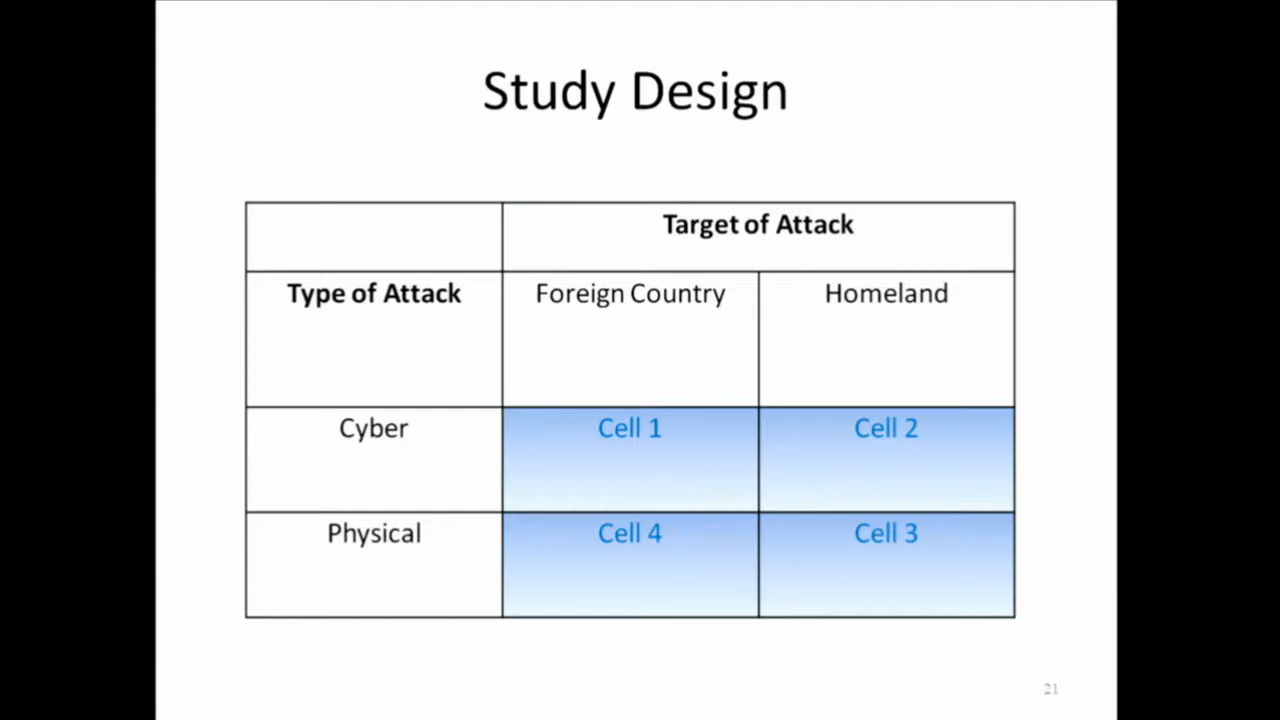 Study Design
Target of Attack
Type of Attack
Foreign Country
Homeland
Cyber
Cell 1
Cell 2
Physical
Cell 4
Cell 3
21